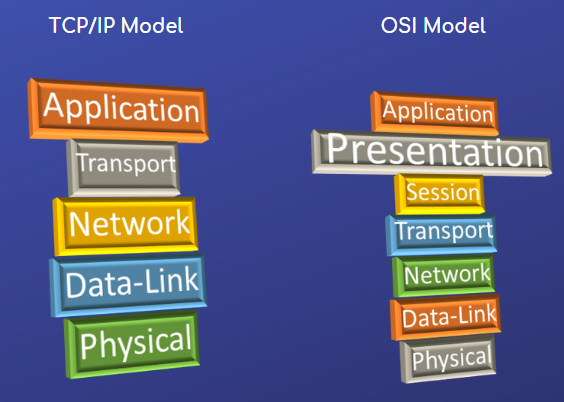 TCP/IP Model
Application
Transport
Network
Data-Link
Physical
OSI Model
Application
Presentation
Session
Transport
Network
Data-Link
Physical